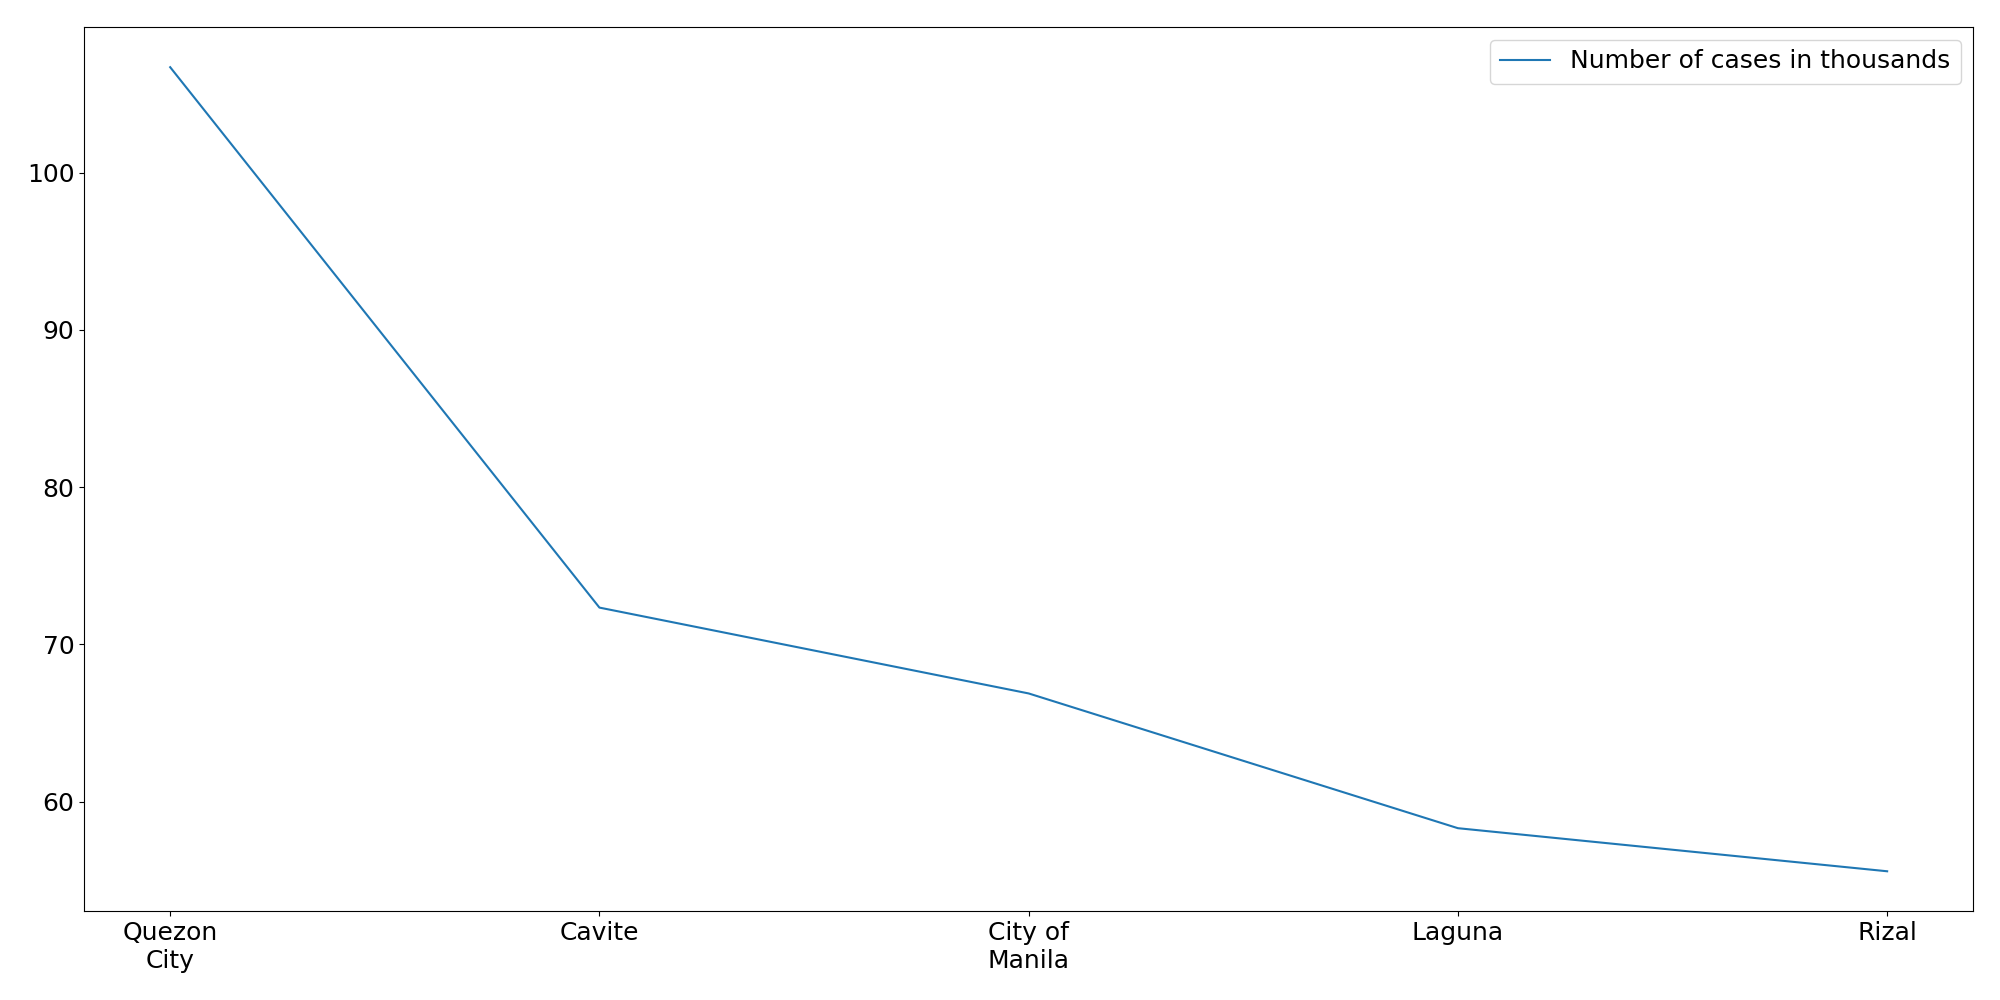 Number of cases in thousands
100
90
80
70
60
Quezon
City
Cavite
City of
Manila
Laguna
Rizal